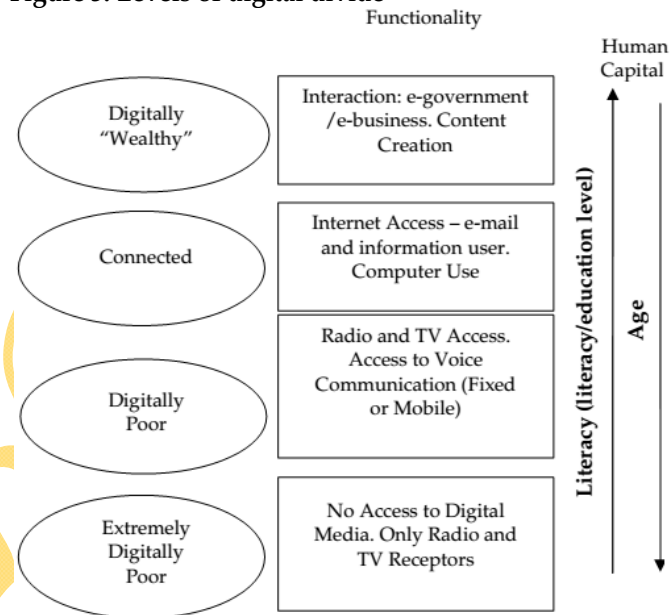 Functionality
Human
Capital
Digitally
“Wealthy”
Interaction: e-government
/e-business. Content
Creation
Connected
Internet Access – e-mail
and information user.
Computer Use
Digitally
Poor
Radio and TV Access.
Access to Voice
Communication (Fixed
or Mobile)
Extremely
Digitally
Poor
No Access to Digital
Media. Only Radio and
TV Receptors
Literacy (literacy/education level)
Age